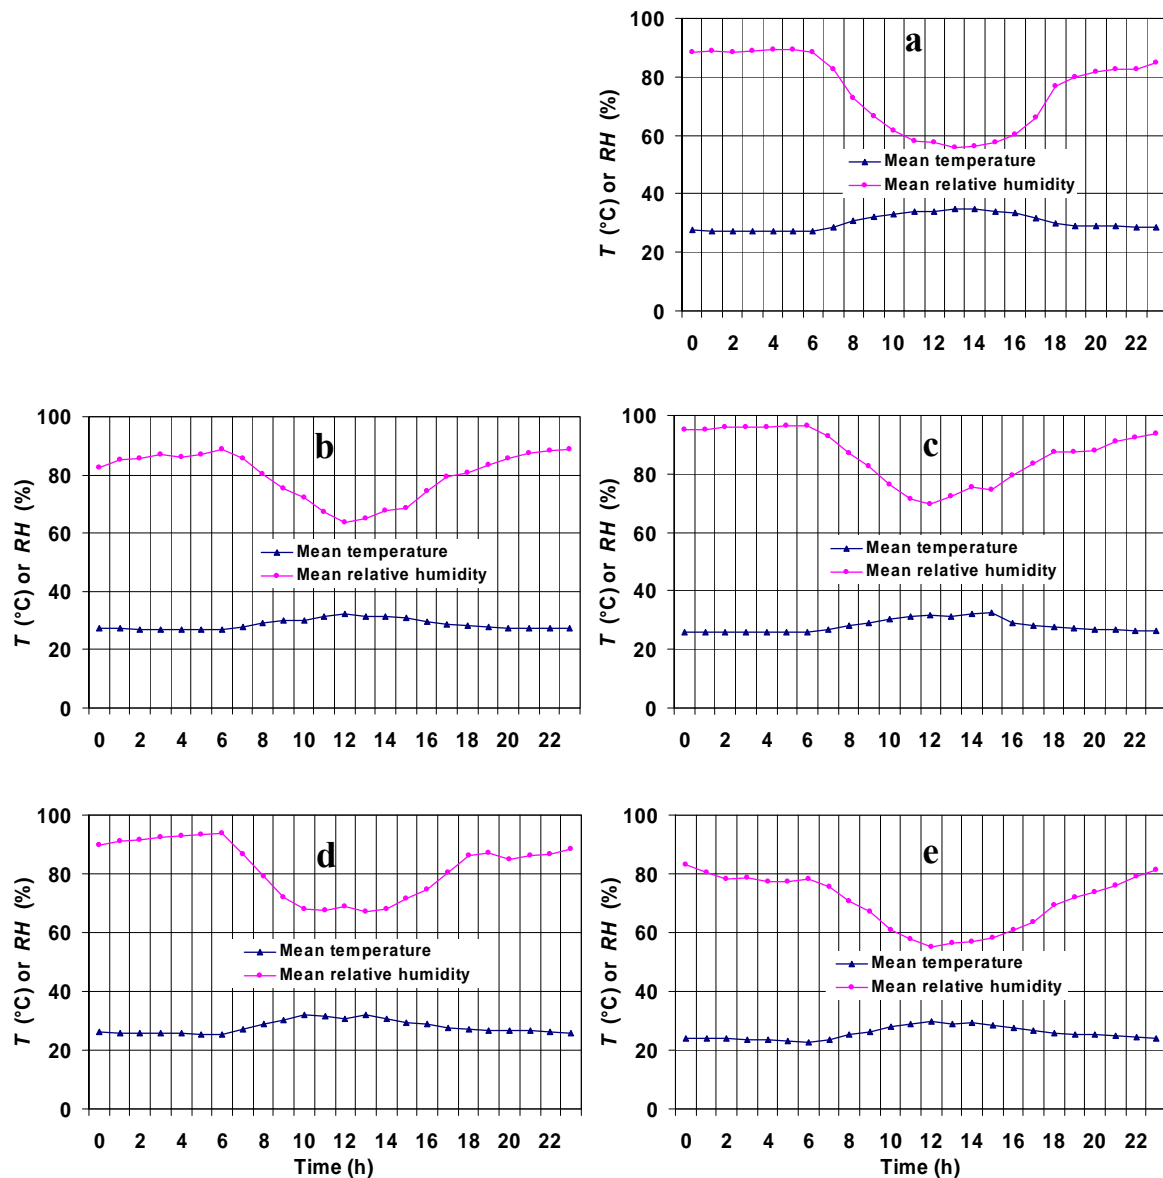 a
100
80
60
40
20
0
T (°C) or RH (%)
Mean temperature
Mean relative humidity
0 2 4 6 8 10 12 14 16 18 20 22
b
100
80
60
40
20
0
T (°C) or RH (%)
Mean temperature
Mean relative humidity
0 2 4 6 8 10 12 14 16 18 20 22
c
100
80
60
40
20
0
T (°C) or RH (%)
Mean temperature
Mean relative humidity
0 2 4 6 8 10 12 14 16 18 20 22
d
100
80
60
40
20
0
T (°C) or RH (%)
Mean temperature
Mean relative humidity
0 2 4 6 8 10 12 14 16 18 20 22
Time (h)
e
100
80
60
40
20
0
T (°C) or RH (%)
Mean temperature
Mean relative humidity
0 2 4 6 8 10 12 14 16 18 20 22
Time (h)